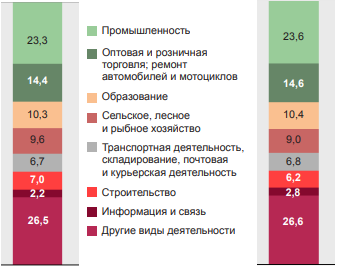 23,3
14,4
10,3
9,6
6,7
7,0
2,2
26,5
Промышленность
Оптовая и розничная
торговля; ремонт
автомобилей и мотоциклов
Образование
Сельское, лесное
и рыбное хозяйство
Транспортная деятельность,
складирование, почтовая
и курьерская деятельность
Строительство
Информация и связь
Другие виды деятельности
23,6
14,6
10,4
9,0
6,8
6,2
2,8
26,6